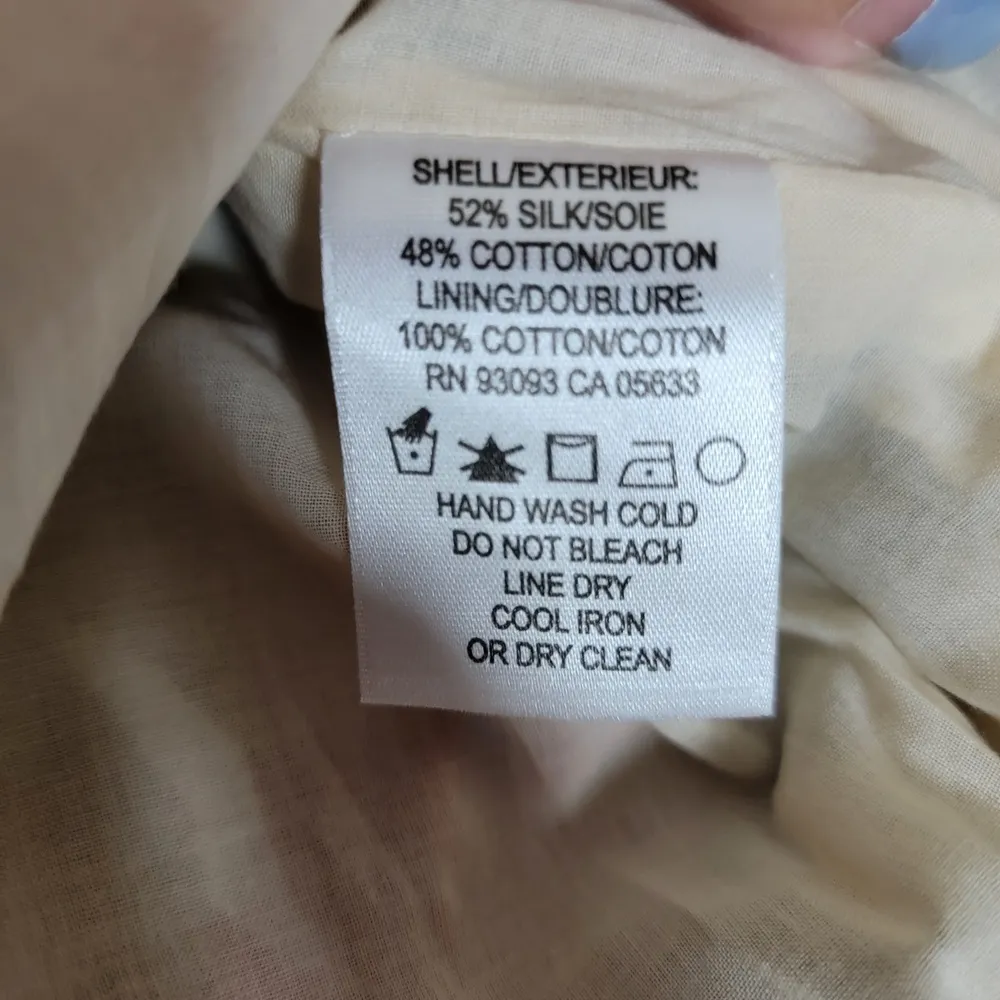 SHELL/EXTERIEUR:
52% SILK/SOIE
48% COTTON/COTON
LINING/DOUBLURE:
100% COTTON/COTON
RN 93093 CA 05633
HAND WASH COLD
DO NOT BLEACH
LINE DRY
COOL IRON
OR DRY CLEAN